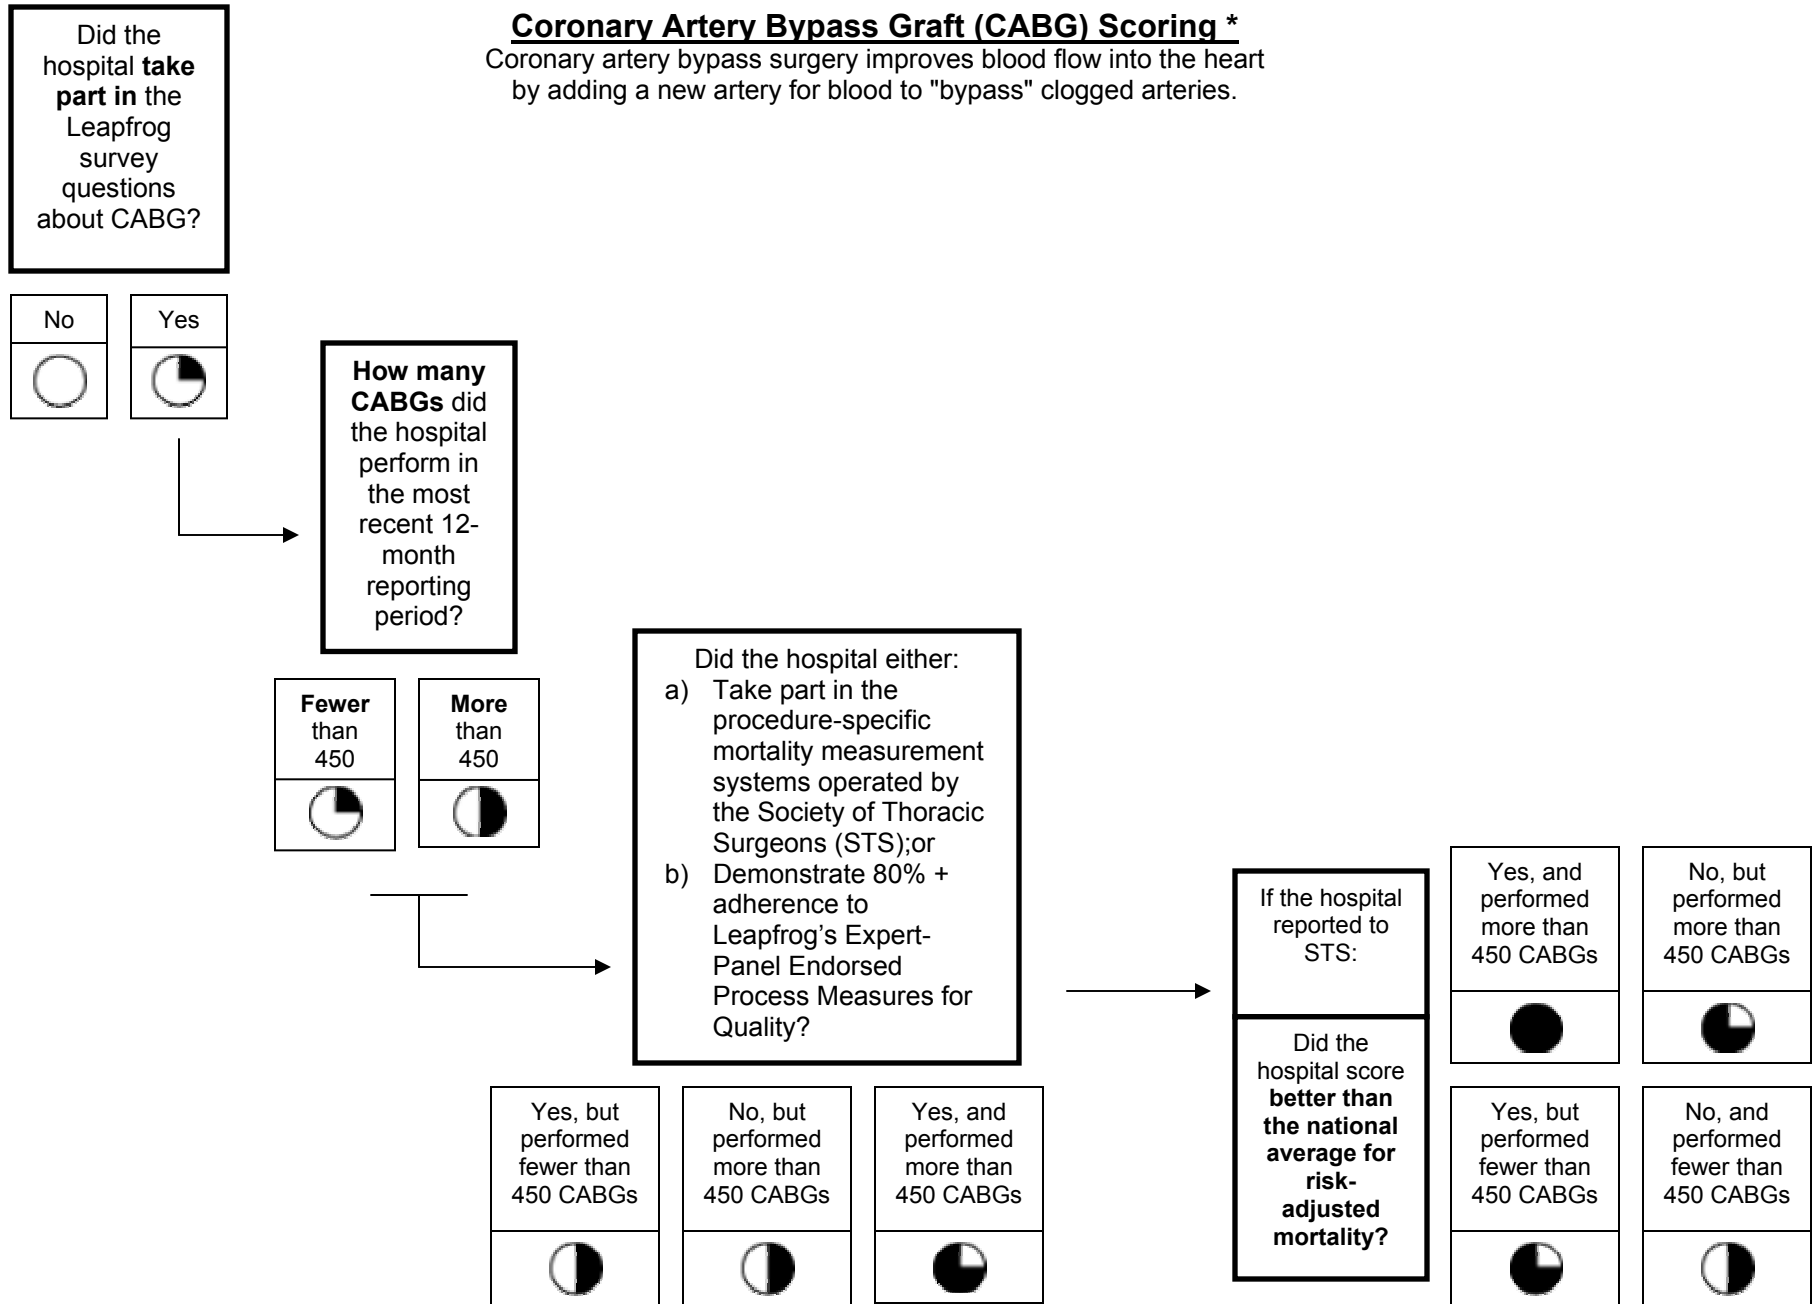 Coronary Artery Bypass Graft (CABG) Scoring *
Coronary artery bypass surgery improves blood flow into the heart
by adding a new artery for blood to "bypass" clogged arteries.
Did the
hospital take
part in the
Leapfrog
survey
questions
about CABG?
No
Yes
How many
CABGs did
the hospital
perform in
the most
recent 12-
month
reporting
period?
Fewer
than
450
More
than
450
Did the hospital either:
a) Take part in the
procedure-specific
mortality measurement
systems operated by
the Society of Thoracic
Surgeons (STS);or
b) Demonstrate 80% +
adherence to
Leapfrog’s Expert-
Panel Endorsed
Process Measures for
Quality?
Yes, but
performed
fewer than
450 CABGs
No, but
performed
more than
450 CABGs
Yes, and
performed
more than
450 CABGs
If the hospital
reported to
STS:
Did the
hospital score
better than
the national
average for
risk-
adjusted
mortality?
Yes, and
performed
more than
450 CABGs
No, but
performed
more than
450 CABGs
Yes, but
performed
fewer than
450 CABGs
No, and
performed
fewer than
450 CABGs